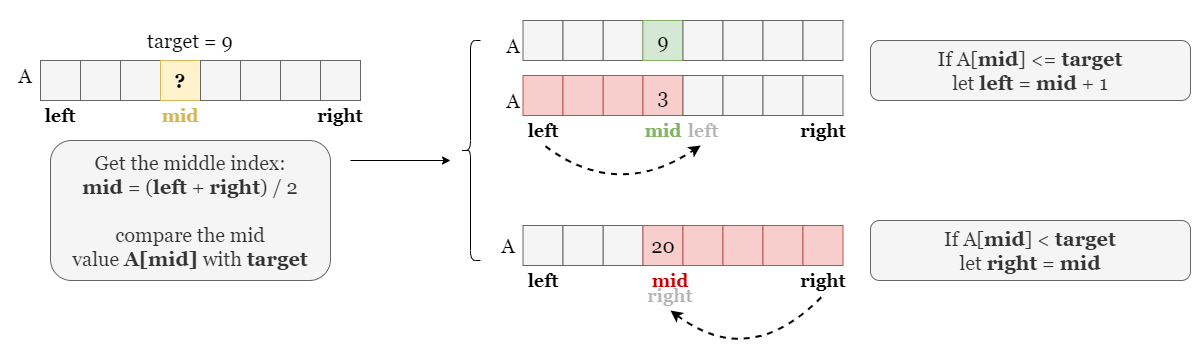 target = 9
A
?
left
mid
right
Get the middle index:
mid = (left + right) / 2
compare the mid
value A[mid] with target
A
9
A
3
left
mid
left
right
If A[mid] <= target
let left = mid + 1
A
20
left
mid
right
right
If A[mid] < target
let right = mid